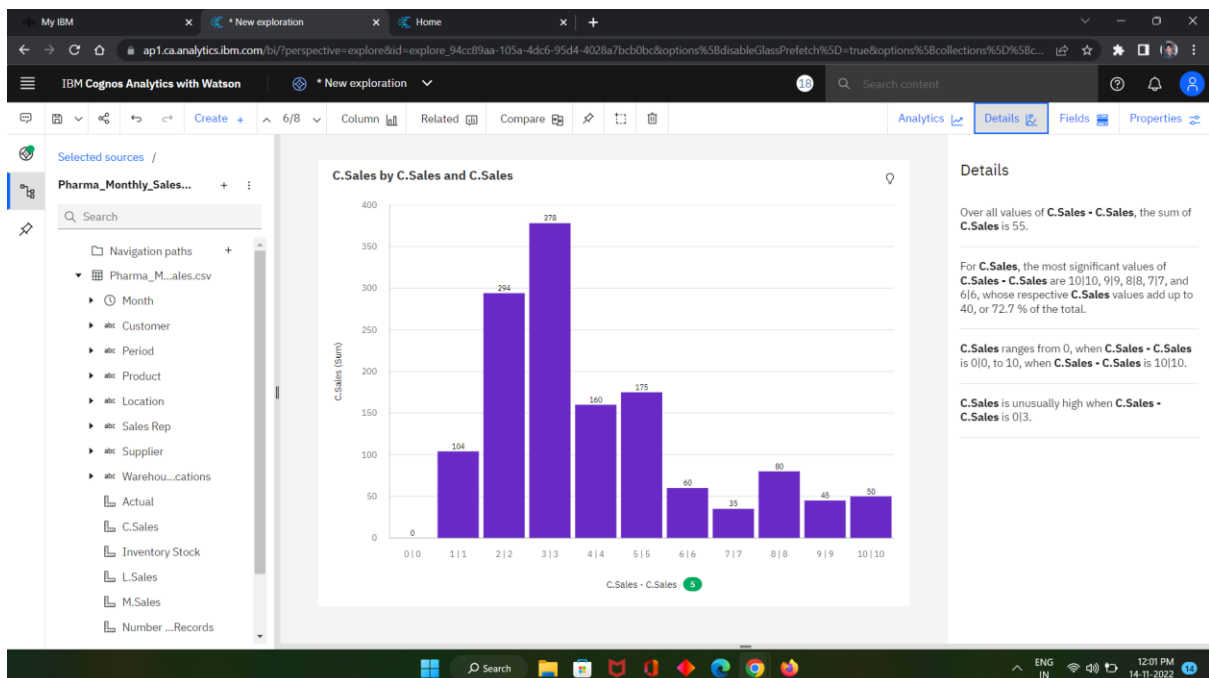 My IBM
* New exploration
Home
ap1.ca.analytics.ibm.com/bi/?perspective=explore&id=explore_94cc89aa-105a-4dc6-95d4-4028a7bcb0bc&options%5BdisableGlassPrefetch%5D=true&options%5Bcollections%5D%5Bc...
IBM Cognos Analytics with Watson
* New exploration
18
Search content
Create +
6/8
Column
Related
Compare
Analytics
Details
Fields
Properties
Selected sources /
Pharma_Monthly_Sales...
Search
Navigation paths
Pharma_M...ales.csv
Month
abc Customer
abc Period
abc Product
abc Location
abc Sales Rep
abc Supplier
abc Warehou...cations
Actual
C.Sales
Inventory Stock
L.Sales
M.Sales
Number ...Records
C.Sales by C.Sales and C.Sales
C.Sales (Sum)
400
350
300
250
200
150
100
50
0
0
104
294
378
160
175
60
35
80
45
50
0|0 1|1 2|2 3|3 4|4 5|5 6|6 7|7 8|8 9|9 10|10
C.Sales - C.Sales 5
Details
Over all values of C.Sales - C.Sales, the sum of
C.Sales is 55.
For C.Sales, the most significant values of
C.Sales - C.Sales are 10|10, 9|9, 8|8, 7|7, and
6|6, whose respective C.Sales values add up to
40, or 72.7 % of the total.
C.Sales ranges from 0, when C.Sales - C.Sales
is 0|0, to 10, when C.Sales - C.Sales is 10|10.
C.Sales is unusually high when C.Sales -
C.Sales is 0|3.
Search
ENG
IN
12:01 PM
14-11-2022
14